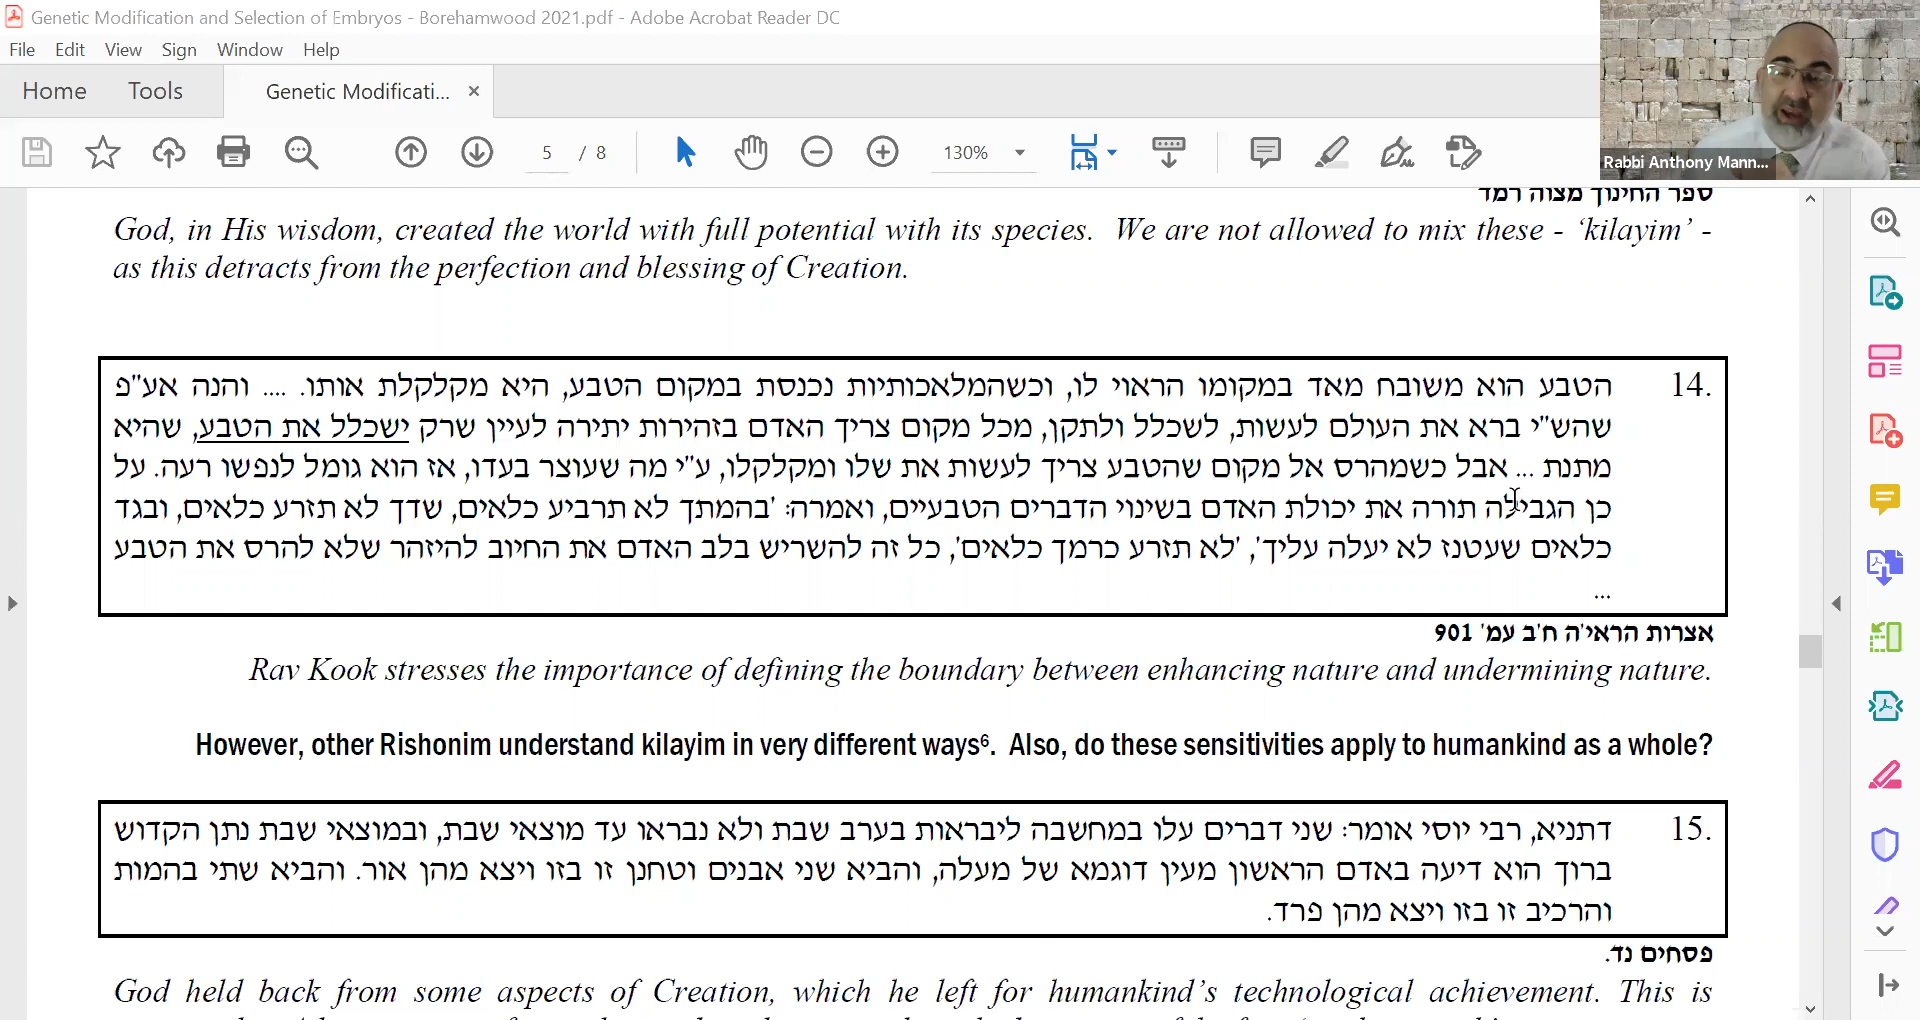 Genetic Modification and Selection of Embryos - Borehamwood 2021.pdf - Adobe Acrobat Reader DC
File Edit View Sign Window Help
Home Tools Genetic Modificati... ×
5 / 8 130%
Rabbi Anthony Mann...
ספר החינוך מצוה רמד
God, in His wisdom, created the world with full potential with its species. We are not allowed to mix these - ‘kilayim’ -
as this detracts from the perfection and blessing of Creation.
14. הטבע הוא משובח מאד במקומו הראוי לו, וכשהמלאכותיות נכנסת במקום הטבע, היא מקלקלת אותו. .... והנה אע"פ
שהש"י ברא את העולם לעשות, לשכלל ולתקן, מכל מקום צריך האדם בזהירות יתירה לעיין שרק ישכלל את הטבע, שהיא
מתנת ... אבל כשמהרס אל מקום שהטבע צריך לעשות את שלו ומקלקלו, ע"י מה שעוצר בעדו, אז הוא גומל לנפשו רעה. על
כן הגבילה תורה את יכולת האדם בשינוי הדברים הטבעיים, ואמרה: 'בהמתך לא תרביע כלאים, שדך לא תזרע כלאים, ובגד
כלאים שעטנז לא יעלה עליך', 'לא תזרע כרמך כלאים', כל זה להשריש בלב האדם את החיוב להיזהר שלא להרס את הטבע
...
אצרות הראי'ה ח'ב עמ' 901
Rav Kook stresses the importance of defining the boundary between enhancing nature and undermining nature.
However, other Rishonim understand kilayim in very different ways⁶. Also, do these sensitivities apply to humankind as a whole?
15. דתניא, רבי יוסי אומר: שני דברים עלו במחשבה ליבראות בערב שבת ולא נבראו עד מוצאי שבת, ובמוצאי שבת נתן הקדוש
ברוך הוא דיעה באדם הראשון מעין דוגמא של מעלה, והביא שני אבנים וטחנן זו בזו ויצא מהן אור. והביא שתי בהמות
והרכיב זו בזו ויצא מהן פרד.
פסחים נד.
God held back from some aspects of Creation, which he left for humankind’s technological achievement. This is